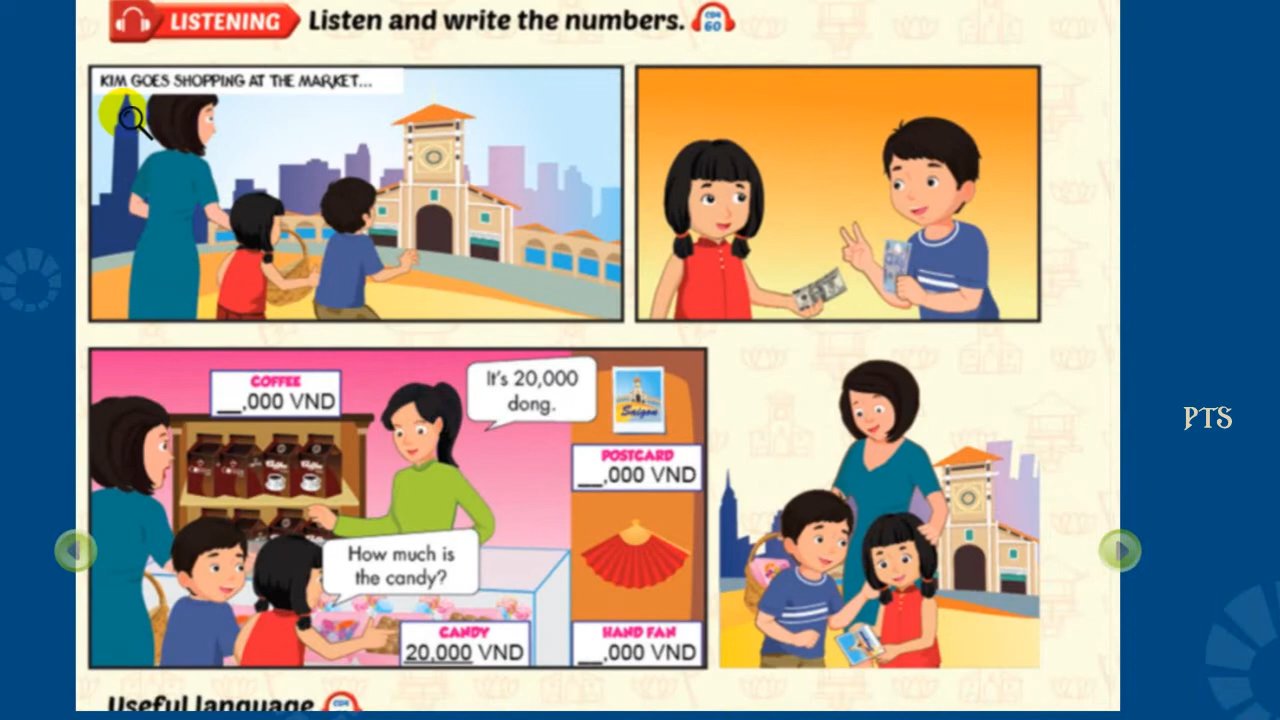 LISTENING Listen and write the numbers. CD4 60
KIM GOES SHOPPING AT THE MARKET...
COFFEE
__,000 VND
It's 20,000
dong.
Saigon
POSTCARD
__,000 VND
How much is
the candy?
CANDY
20,000 VND
HAND FAN
__,000 VND
PTS
Useful language CD4